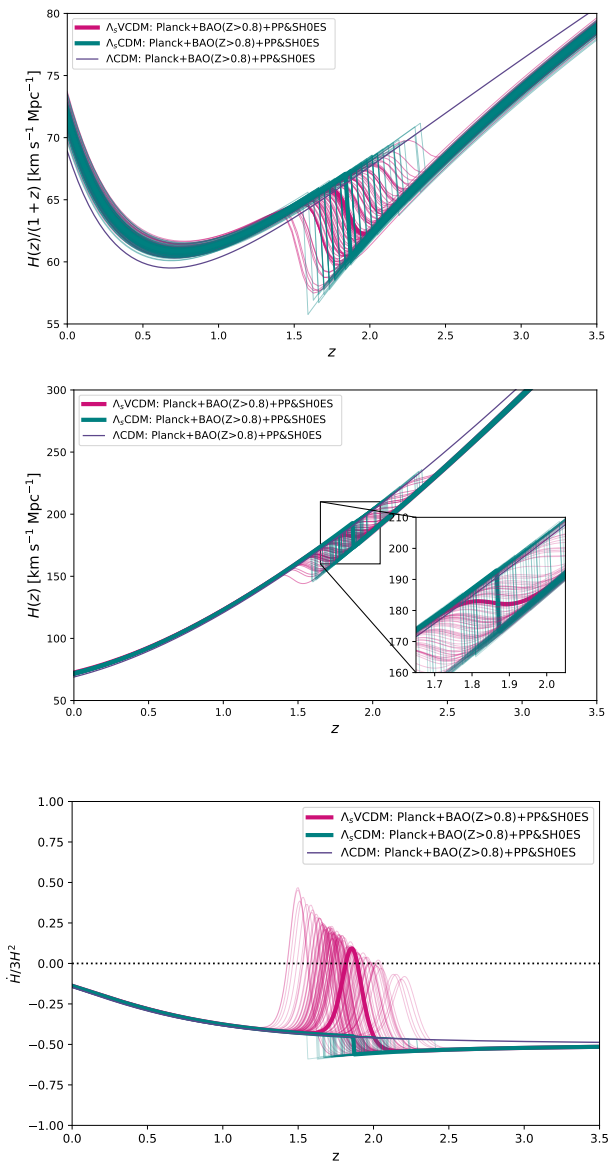 80
75
70
65
60
55
H(z)/(1 + z) [km s⁻¹ Mpc⁻¹]
ΛₛVCDM: Planck+BAO(Z>0.8)+PP&SH0ES
ΛₛCDM: Planck+BAO(Z>0.8)+PP&SH0ES
ΛCDM: Planck+BAO(Z>0.8)+PP&SH0ES
0.0 0.5 1.0 1.5 2.0 2.5 3.0 3.5
z
300
250
200
150
100
50
H(z) [km s⁻¹ Mpc⁻¹]
ΛₛVCDM: Planck+BAO(Z>0.8)+PP&SH0ES
ΛₛCDM: Planck+BAO(Z>0.8)+PP&SH0ES
ΛCDM: Planck+BAO(Z>0.8)+PP&SH0ES
210
200
190
180
170
160
1.7 1.8 1.9 2.0
0.0 0.5 1.0 1.5 2.0 2.5 3.0 3.5
z
1.00
0.75
0.50
0.25
0.00
−0.25
−0.50
−0.75
−1.00
Ḣ/3H²
ΛₛVCDM: Planck+BAO(Z>0.8)+PP&SH0ES
ΛₛCDM: Planck+BAO(Z>0.8)+PP&SH0ES
ΛCDM: Planck+BAO(Z>0.8)+PP&SH0ES
0.0 0.5 1.0 1.5 2.0 2.5 3.0 3.5
z